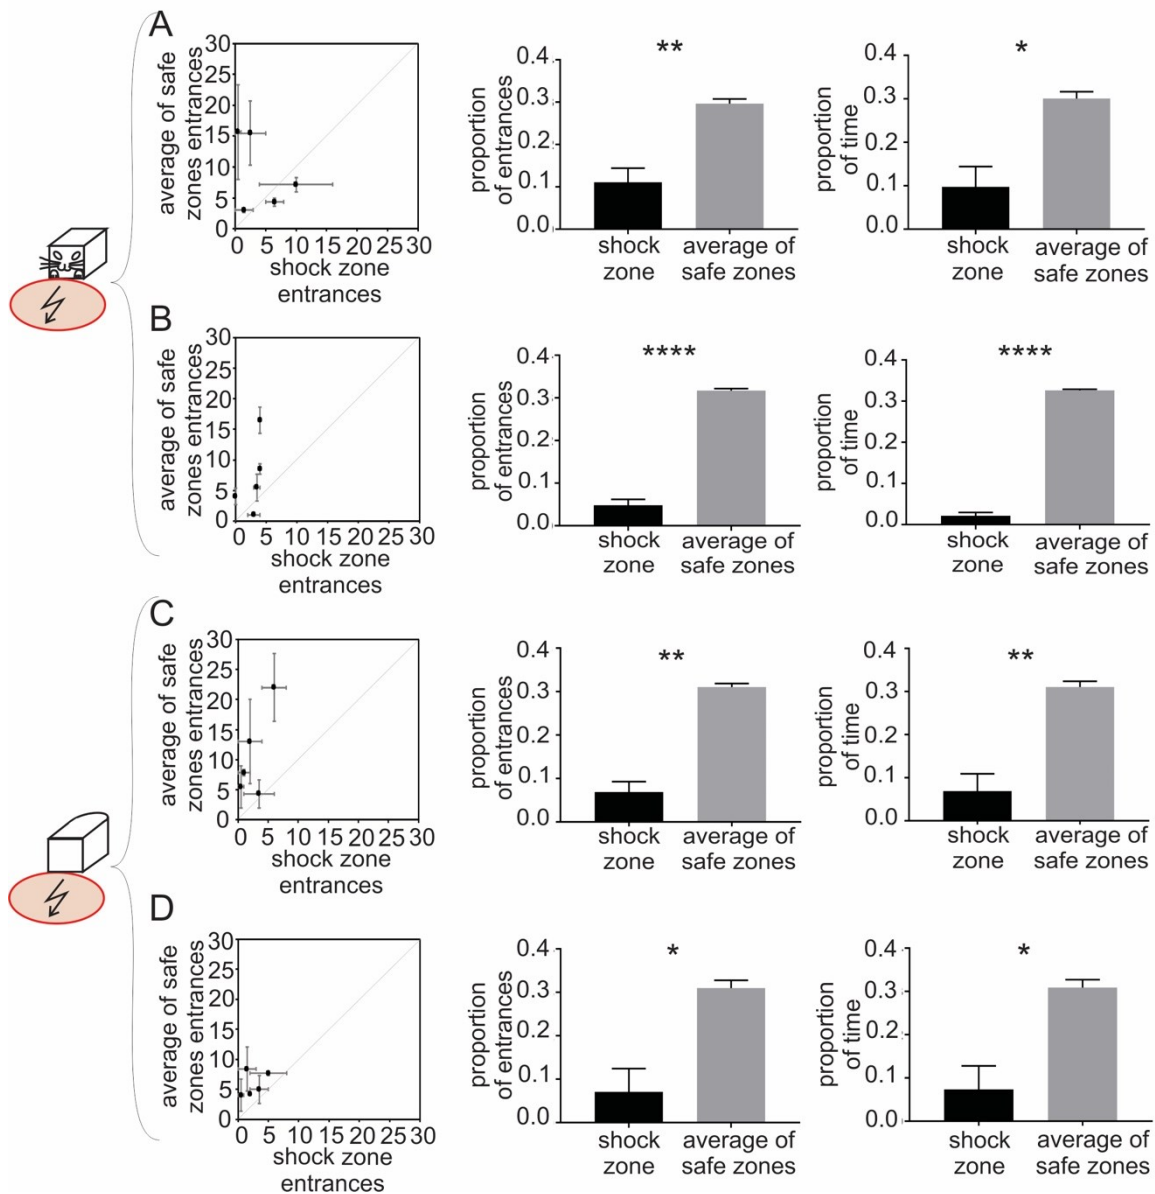 A
average of safe
zones entrances
30
25
20
15
10
5
0
0 5 10 15 20 25 30
shock zone
entrances
**
proportion
of entrances
0.4
0.3
0.2
0.1
0.0
shock
zone
average of
safe zones
*
proportion
of time
0.4
0.3
0.2
0.1
0.0
shock
zone
average of
safe zones
B
average of safe
zones entrances
30
25
20
15
10
5
0
0 5 10 15 20 25 30
shock zone
entrances
****
proportion
of entrances
0.4
0.3
0.2
0.1
0.0
shock
zone
average of
safe zones
****
proportion
of time
0.4
0.3
0.2
0.1
0.0
shock
zone
average of
safe zones
C
average of safe
zones entrances
30
25
20
15
10
5
0
0 5 10 15 20 25 30
shock zone
entrances
**
proportion
of entrances
0.4
0.3
0.2
0.1
0.0
shock
zone
average of
safe zones
**
proportion
of time
0.4
0.3
0.2
0.1
0.0
shock
zone
average of
safe zones
D
average of safe
zones entrances
30
25
20
15
10
5
0
0 5 10 15 20 25 30
shock zone
entrances
*
proportion
of entrances
0.4
0.3
0.2
0.1
0.0
shock
zone
average of
safe zones
*
proportion
of time
0.4
0.3
0.2
0.1
0.0
shock
zone
average of
safe zones